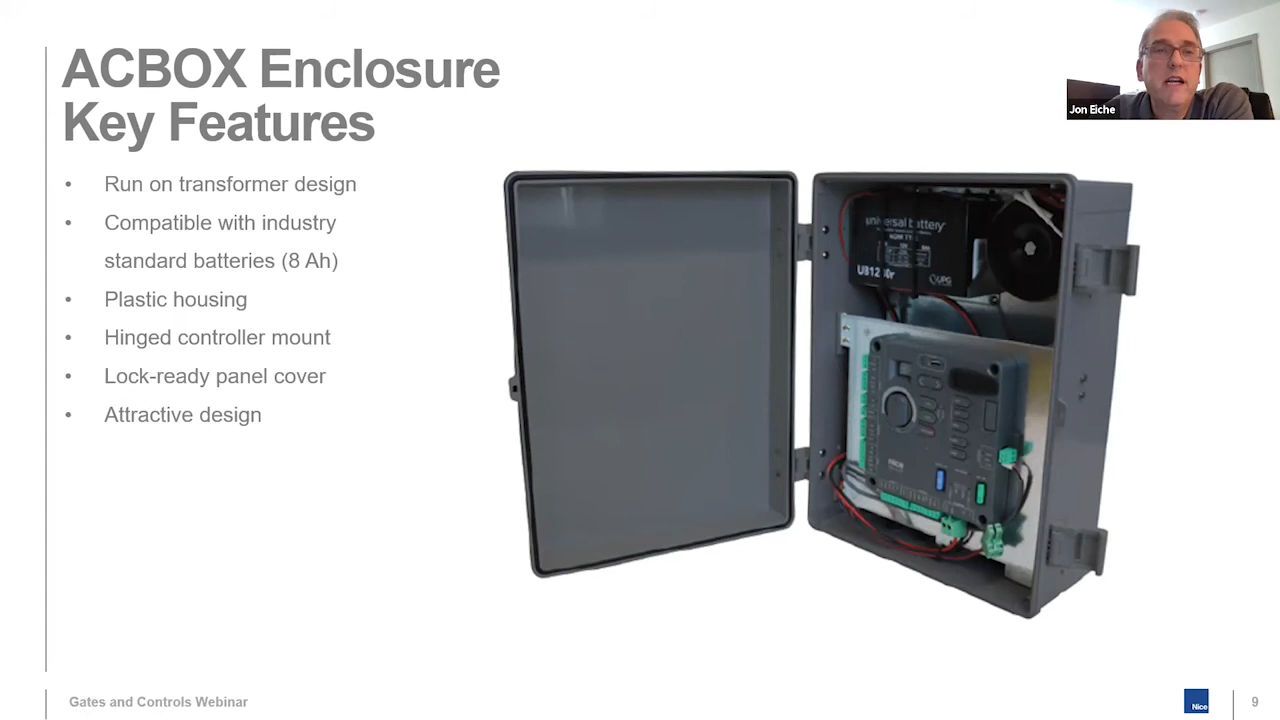 ACBOX Enclosure
Key Features
Jon Eiche
• Run on transformer design
• Compatible with industry
standard batteries (8 Ah)
• Plastic housing
• Hinged controller mount
• Lock-ready panel cover
• Attractive design
universal battery
UPG
Gates and Controls Webinar
Nice
9